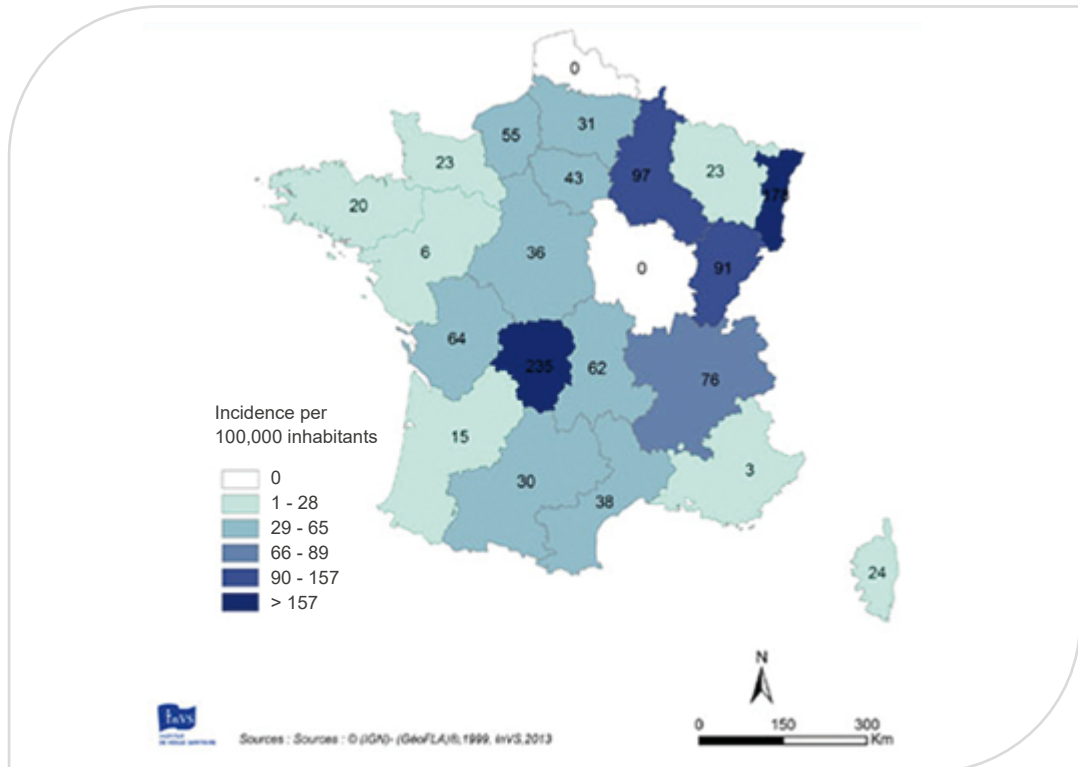 0
55
31
23
43
97
23
20
6
36
0
91
64
235
62
76
15
30
38
3
24
Incidence per
100,000 inhabitants
0
1 - 28
29 - 65
66 - 89
90 - 157
> 157
N
0 150 300
Km
InVS
Sources : Sources : © (IGN)- (GéoFLA)®,1999, InVS,2013